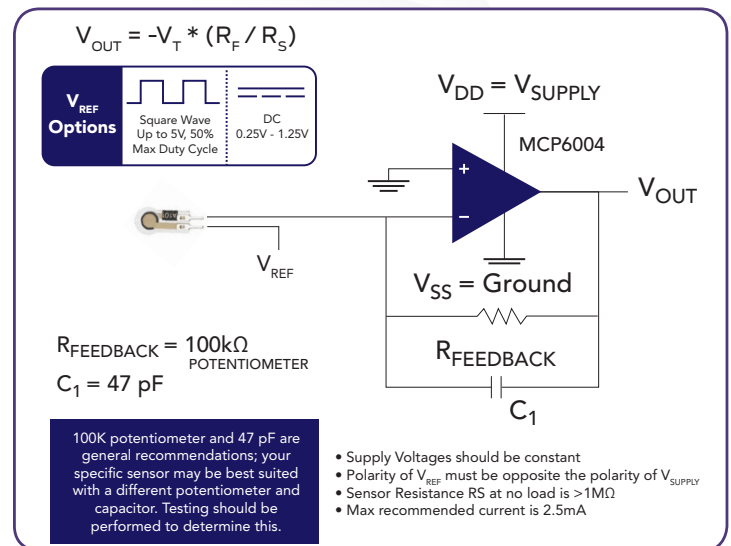 V_OUT = -V_T * (R_F / R_S)
V_REF
Options
Square Wave
Up to 5V, 50%
Max Duty Cycle
DC
0.25V - 1.25V
V_DD = V_SUPPLY
MCP6004
+
−
V_OUT
V_REF
V_SS = Ground
R_FEEDBACK
C_1
R_FEEDBACK = 100kΩ
POTENTIOMETER
C_1 = 47 pF
100K potentiometer and 47 pF are
general recommendations; your
specific sensor may be best suited
with a different potentiometer and
capacitor. Testing should be
performed to determine this.
• Supply Voltages should be constant
• Polarity of V_REF must be opposite the polarity of V_SUPPLY
• Sensor Resistance RS at no load is >1MΩ
• Max recommended current is 2.5mA